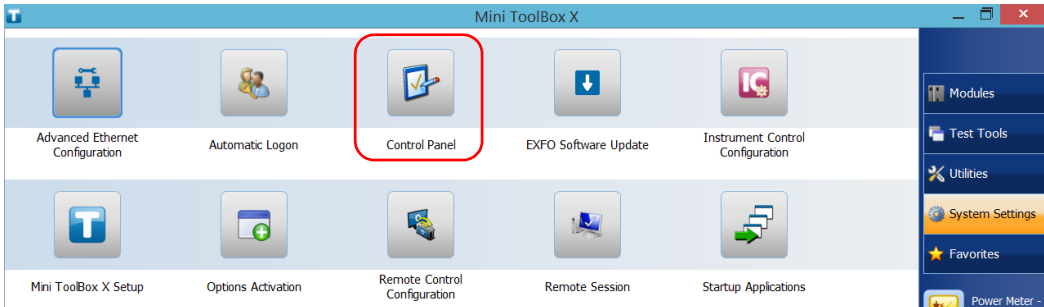 Mini ToolBox X
Advanced Ethernet
Configuration
Automatic Logon
Control Panel
EXFO Software Update
Instrument Control
Configuration
Mini ToolBox X Setup
Options Activation
Remote Control
Configuration
Remote Session
Startup Applications
Modules
Test Tools
Utilities
System Settings
Favorites
Power Meter -